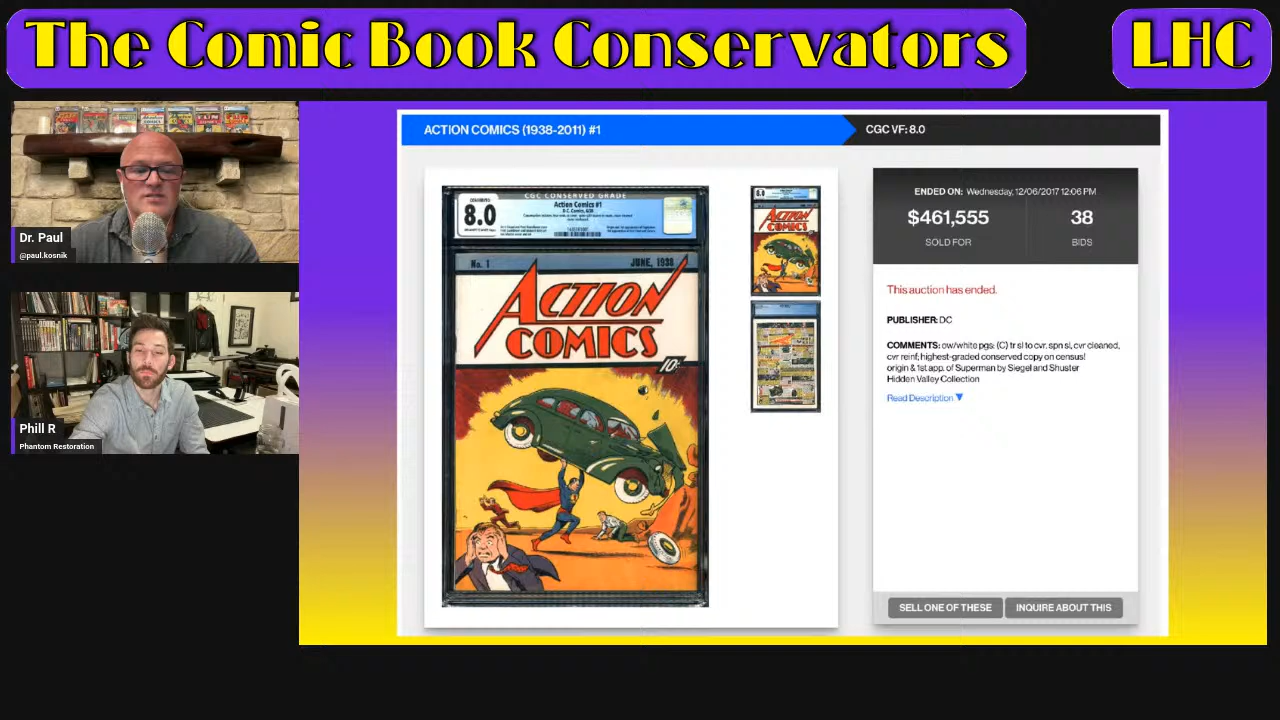 The Comic Book Conservators
LHC
Dr. Paul
@paul.kosnik
Phill R
Phantom Restoration
ACTION COMICS (1938-2011) #1
CGC VF: 8.0
CGC CONSERVED GRADE
8.0
Action Comics #1
No. 1
JUNE, 1938
ACTION
COMICS
10¢
8.0
ACTION
COMICS
ENDED ON: Wednesday, 12/06/2017 12:06 PM
$461,555
38
SOLD FOR
BIDS
This auction has ended.
PUBLISHER: DC
COMMENTS: ow/white pgs; (C) tr sl to cvr, spn sl, cvr cleaned,
cvr reinf; highest-graded conserved copy on census!
origin & 1st app. of Superman by Siegel and Shuster
Hidden Valley Collection
Read Description ▼
SELL ONE OF THESE
INQUIRE ABOUT THIS